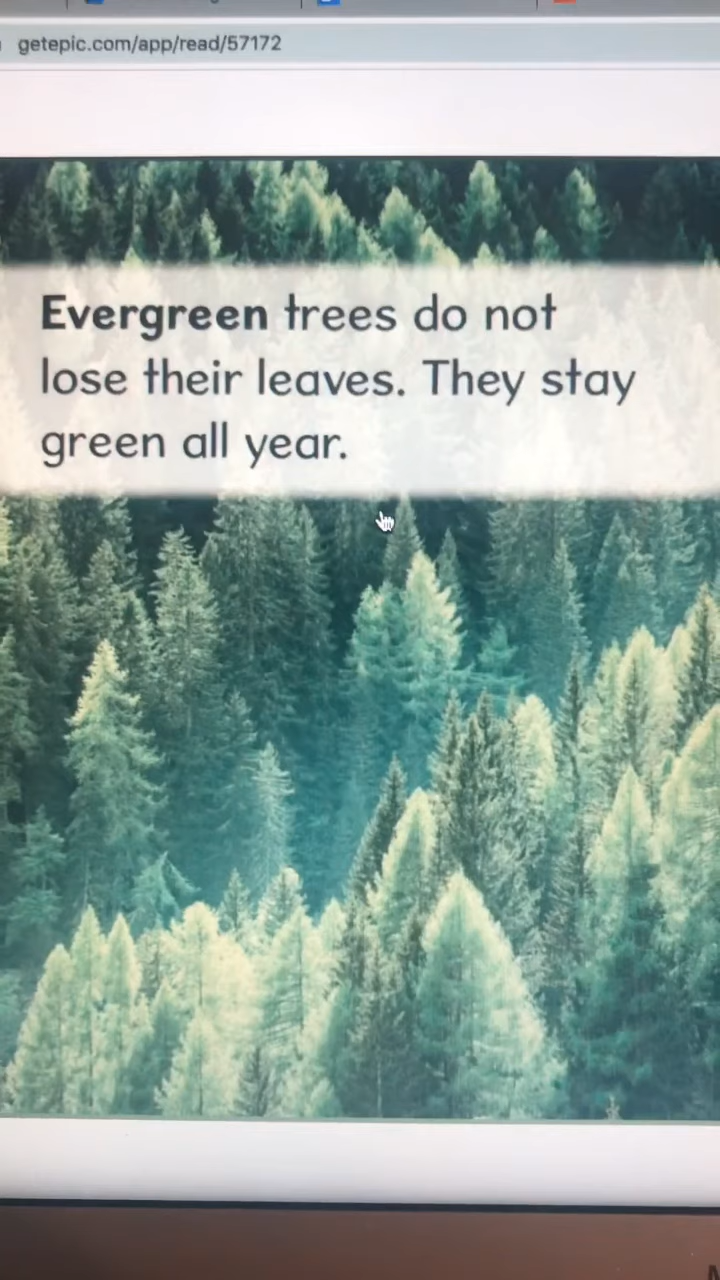 getepic.com/app/read/57172
Evergreen trees do not
lose their leaves. They stay
green all year.